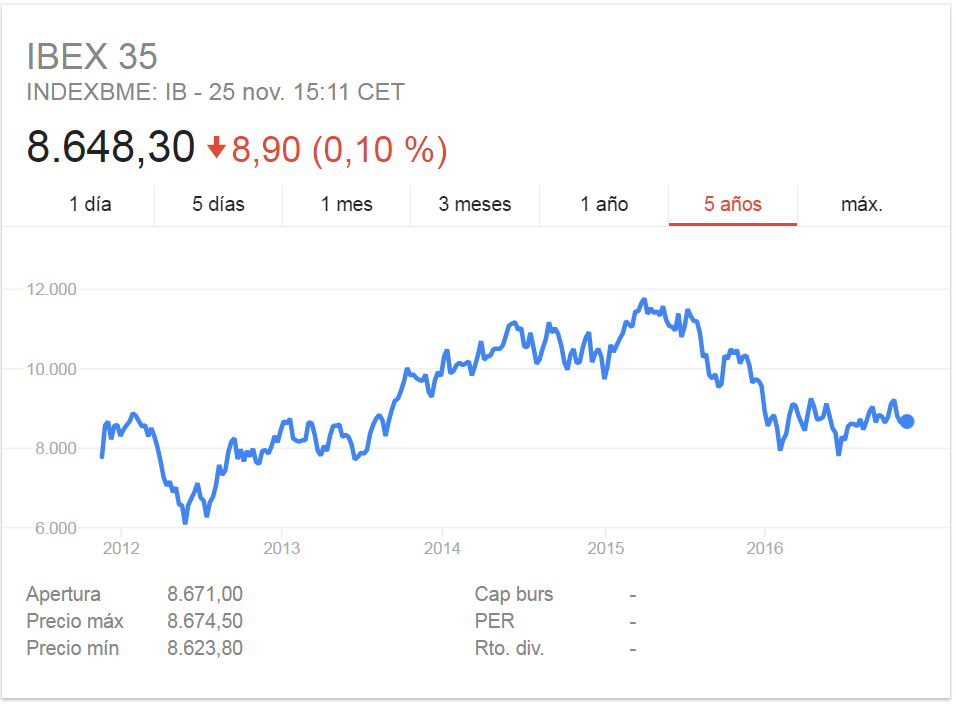 IBEX 35
INDEXBME: IB - 25 nov. 15:11 CET
8.648,30 8,90 (0,10 %)
1 día 5 días 1 mes 3 meses 1 año 5 años máx.
12.000
10.000
8.000
6.000
2012 2013 2014 2015 2016
Apertura 8.671,00 Cap burs -
Precio máx 8.674,50 PER -
Precio mín 8.623,80 Rto. div. -